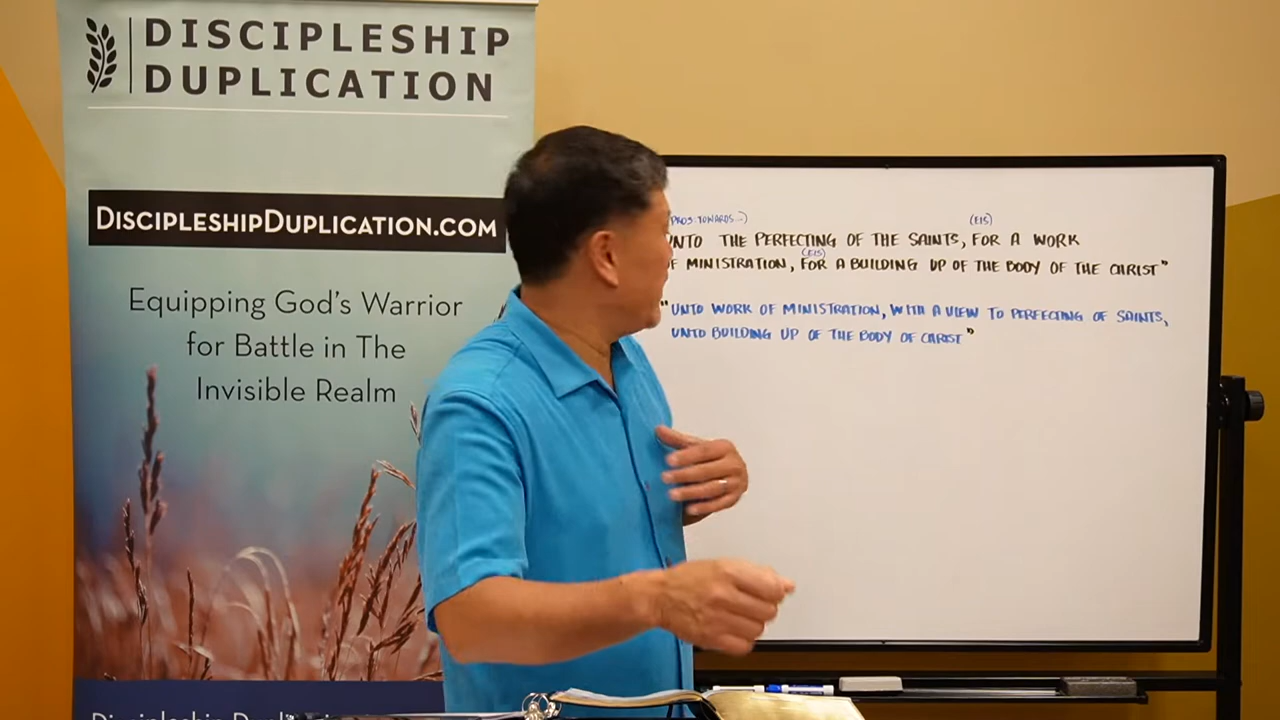 DISCIPLESHIP
DUPLICATION
DISCIPLESHIPDUPLICATION.COM
Equipping God's Warrior
for Battle in The
Invisible Realm
TOWARDS
(EIS)
THE PERFECTING OF THE SAINTS, FOR A WORK
(EIS)
MINISTRATION, FOR A BUILDING UP OF THE BODY OF THE CHRIST"
"UNTO WORK OF MINISTRATION, WITH A VIEW TO PERFECTING OF SAINTS,
UNTO BUILDING UP OF THE BODY OF CHRIST"
Discipleship